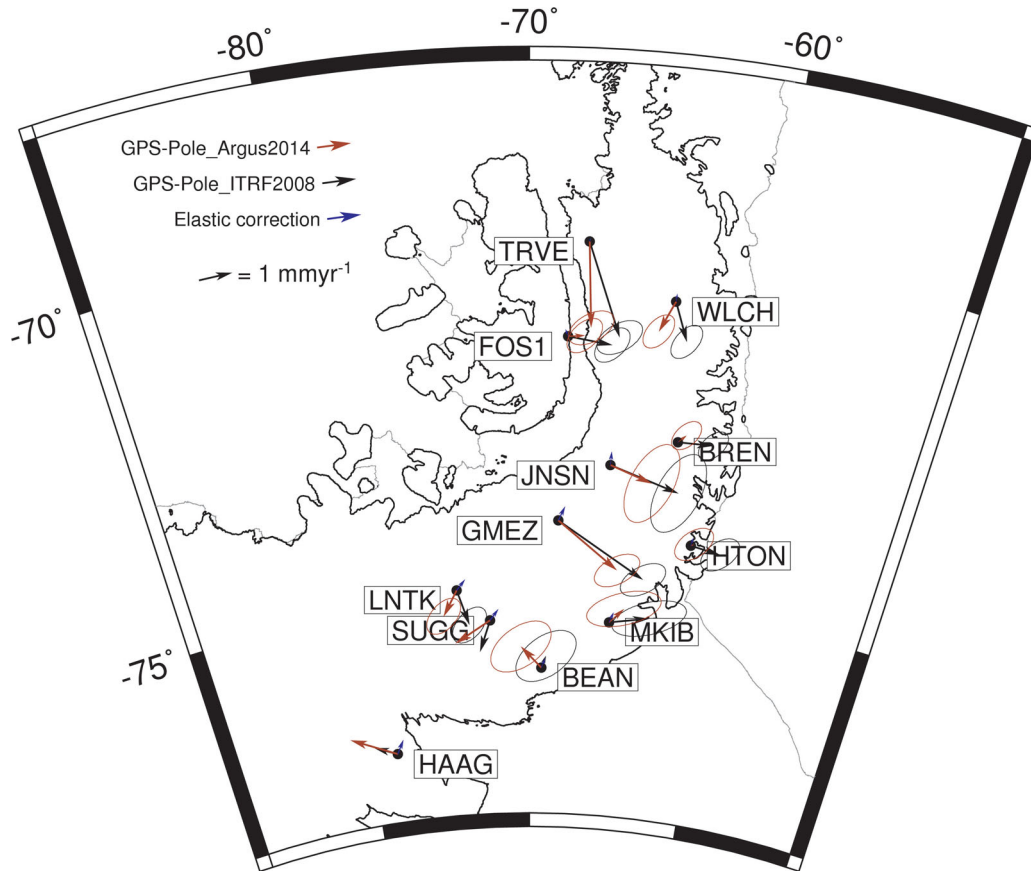 -80°
-70°
-60°
GPS-Pole_Argus2014
GPS-Pole_ITRF2008
Elastic correction
= 1 mmyr-1
TRVE
WLCH
-70°
FOS1
BREN
JNSN
GMEZ
HTON
LNTK
SUGG
MKIB
-75°
BEAN
HAAG